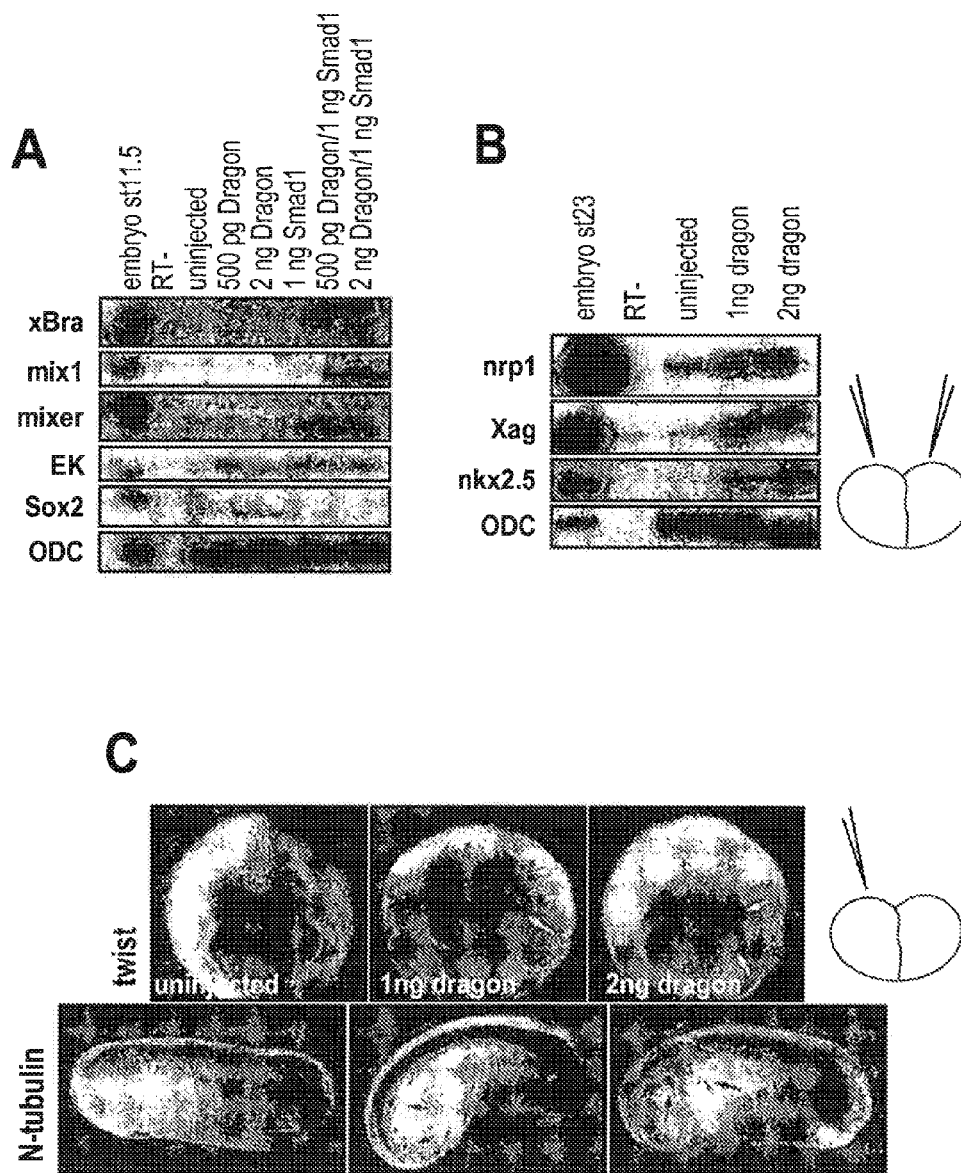 A
embryo st11.5
RT-
uninjected
500 pg Dragon
2 ng Dragon
1 ng Smad1
500 pg Dragon/1 ng Smad1
2 ng Dragon/1 ng Smad1
xBra
mix1
mixer
EK
Sox2
ODC
B
embryo st23
RT-
uninjected
1ng dragon
2ng dragon
nrp1
Xag
nkx2.5
ODC
C
twist
uninjected
1ng dragon
2ng dragon
N-tubulin